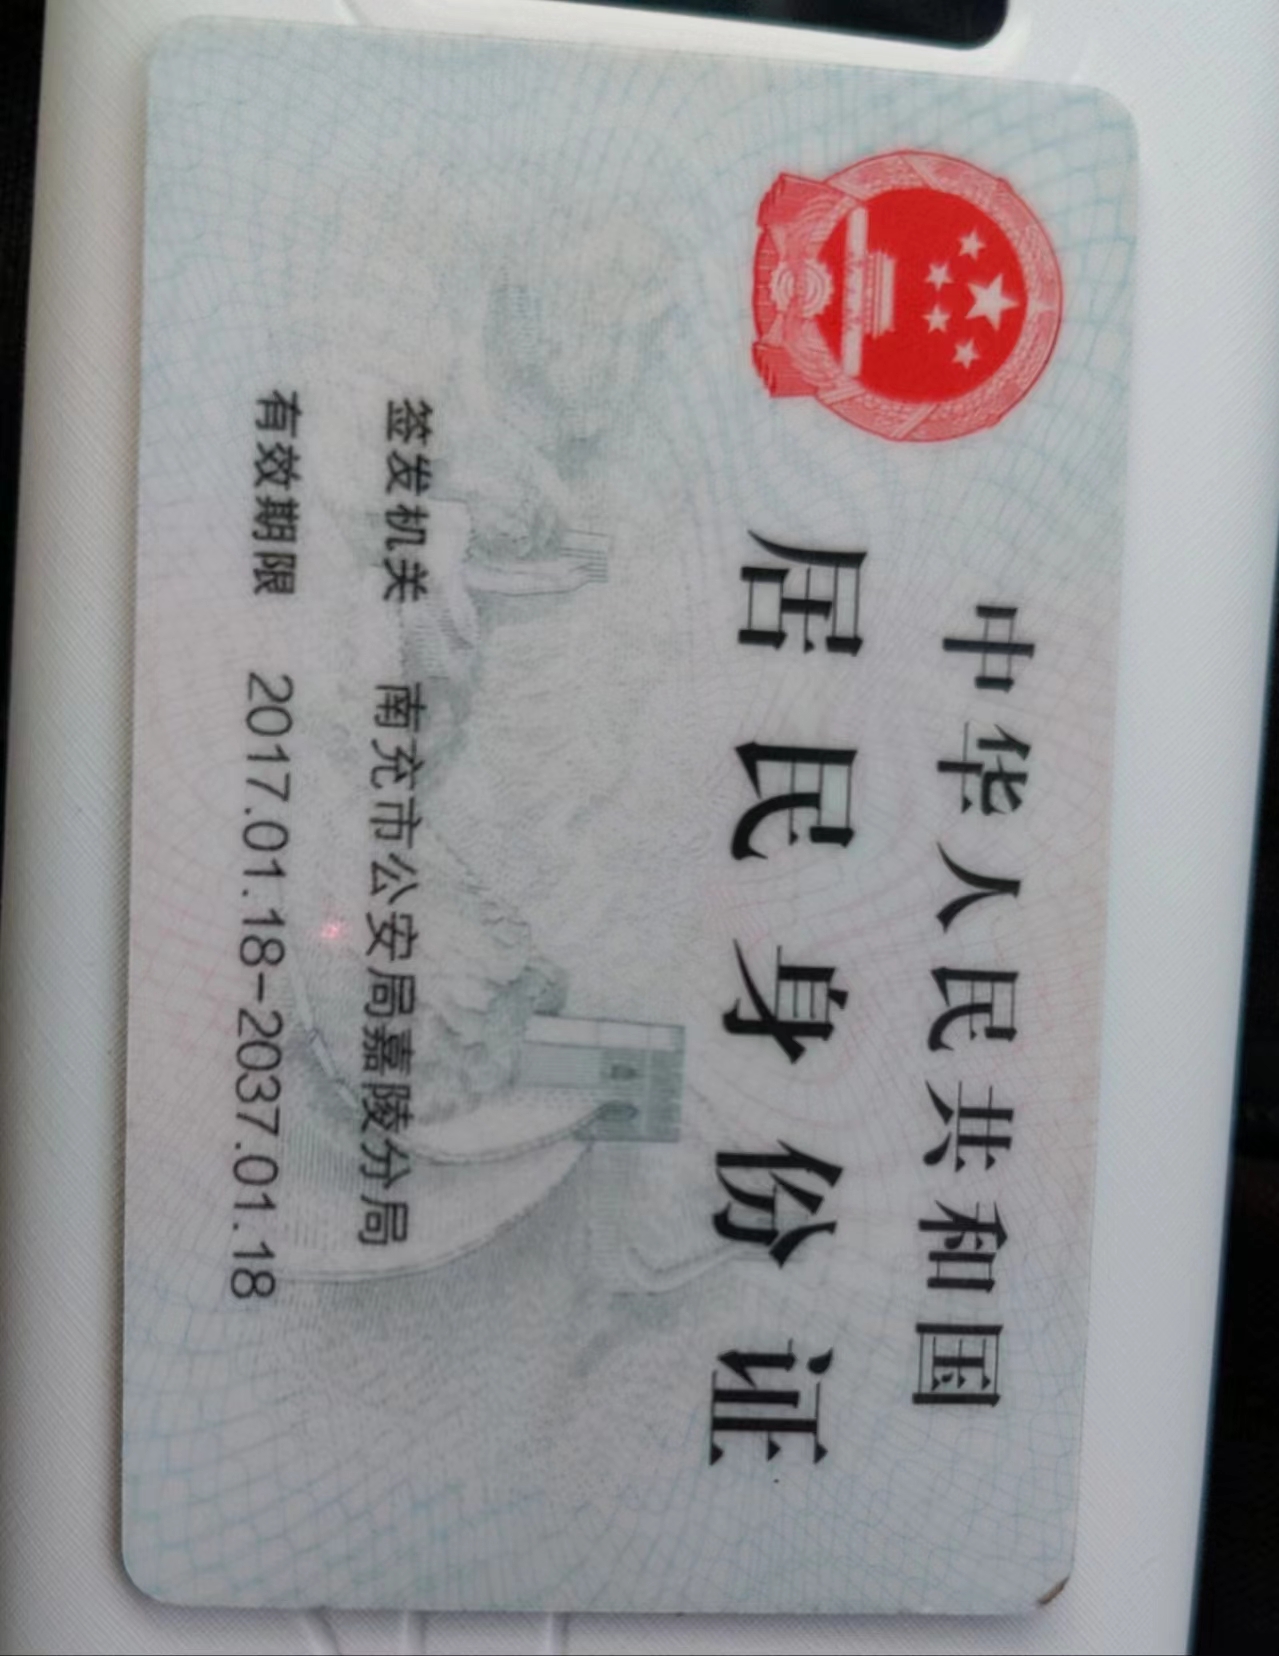 中华人民共和国
居民身份证
签发机关 南充市公安局嘉陵分局
有效期限 2017.01.18-2037.01.18